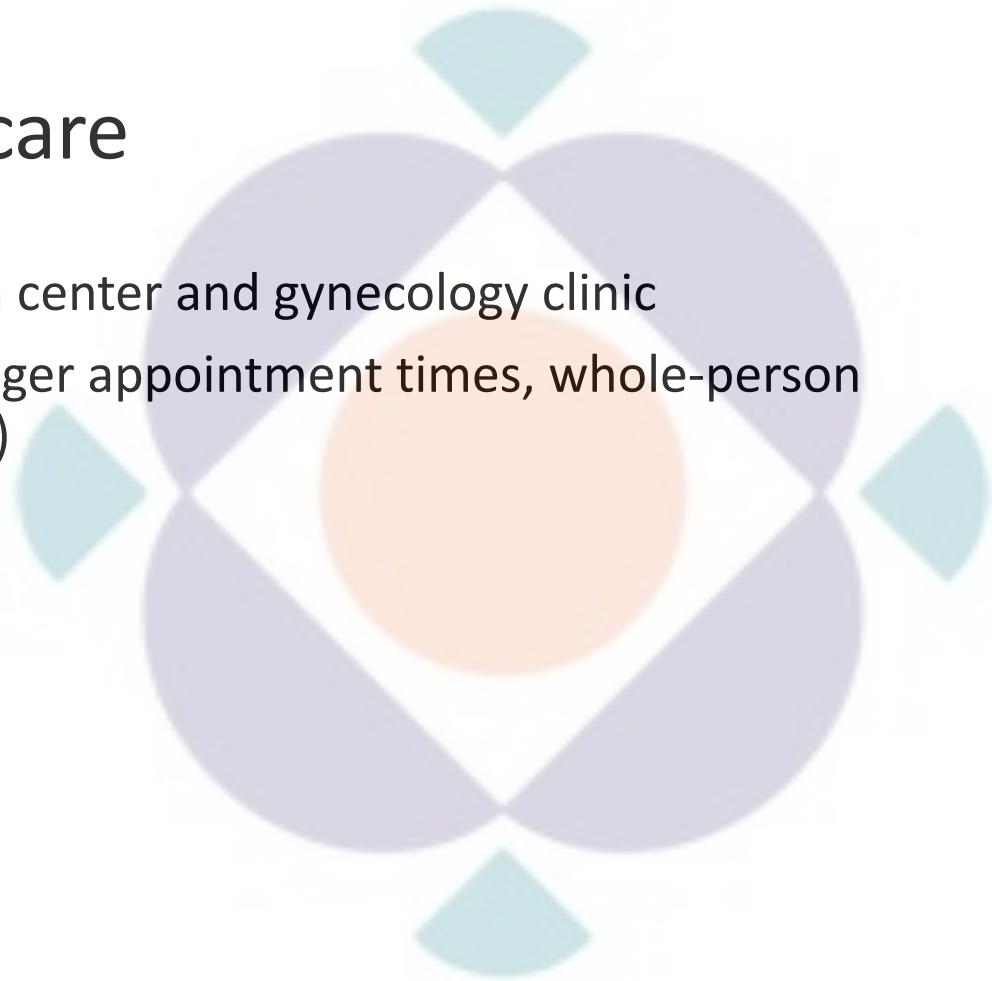 care
center and gynecology clinic
ger appointment times, whole-person
)